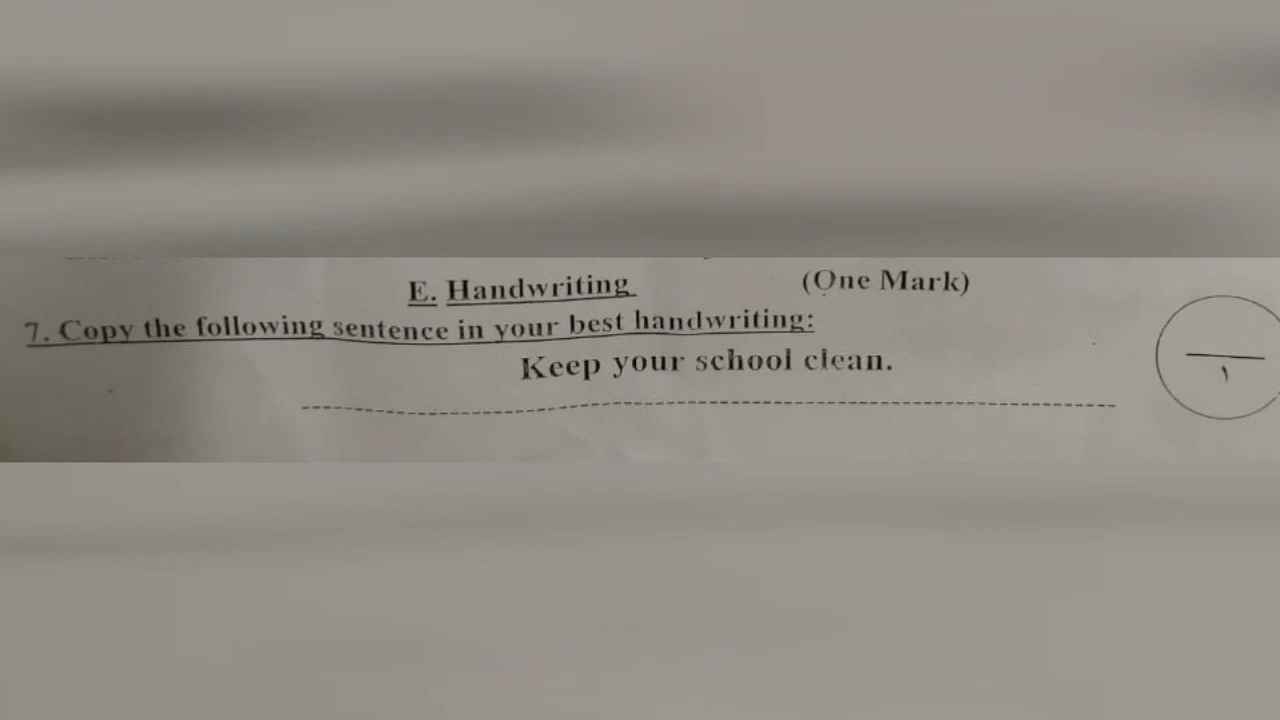 E. Handwriting (One Mark)
7. Copy the following sentence in your best handwriting:
Keep your school clean.
١